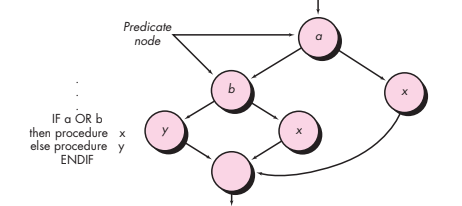 Predicate
node
a
b
x
y
x
.
.
.
IF a OR b
then procedure x
else procedure y
ENDIF